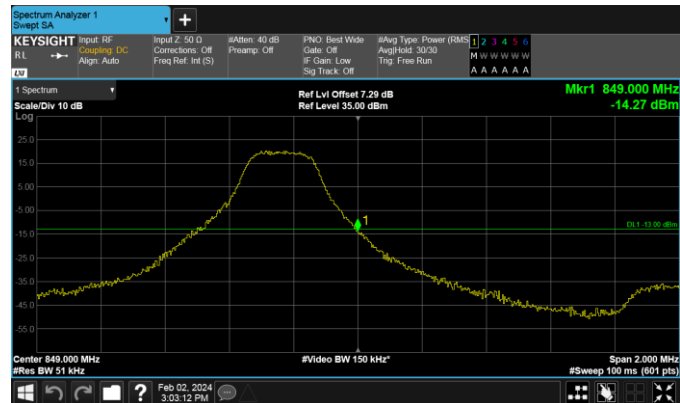 Spectrum Analyzer 1
Swept SA
+
KEYSIGHT Input: RF Input Z: 50 Ω #Atten: 40 dB PNO: Best Wide #Avg Type: Power (RMS 1 2 3 4 5 6
RL Coupling: DC Corrections: Off Preamp: Off Gate: Off Avg|Hold: 30/30 M W W W W W
Align: Auto Freq Ref: Int (S) IF Gain: Low Trig: Free Run
LXI Sig Track: Off A A A A A A
1 Spectrum Ref Lvl Offset 7.29 dB Mkr1 849.000 MHz
Scale/Div 10 dB Ref Level 35.00 dBm -14.27 dBm
Log
25.0
15.0
5.00
-5.00
1
DL1 -13.00 dBm
-15.0
-25.0
-35.0
-45.0
-55.0
Center 849.000 MHz #Video BW 150 kHz* Span 2.000 MHz
#Res BW 51 kHz #Sweep 100 ms (601 pts)
? Feb 02, 2024
3:03:12 PM